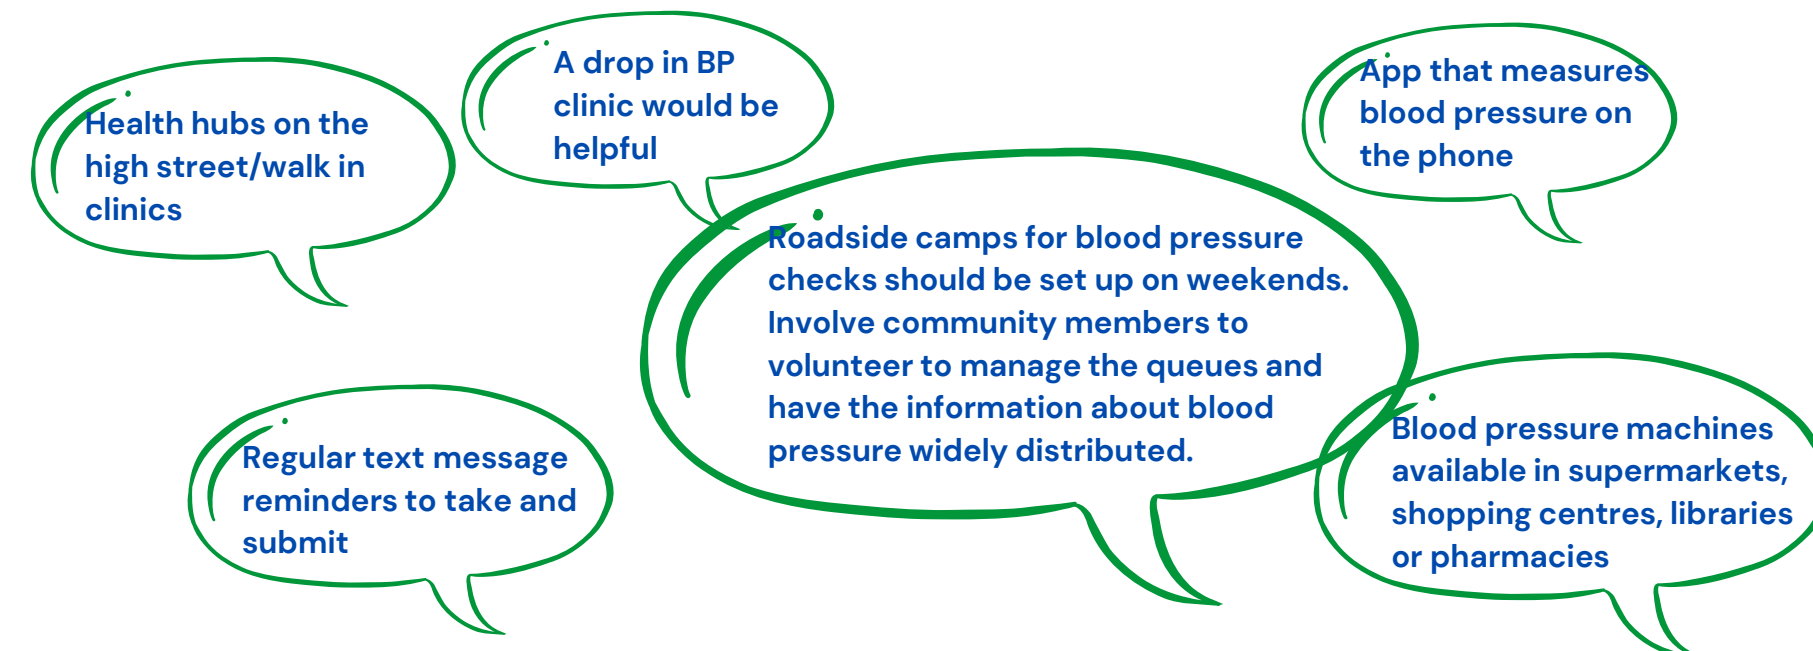 Health hubs on the
high street/walk in
clinics
A drop in BP
clinic would be
helpful
App that measures
blood pressure on
the phone
Roadside camps for blood pressure
checks should be set up on weekends.
Involve community members to
volunteer to manage the queues and
have the information about blood
pressure widely distributed.
Regular text message
reminders to take and
submit
Blood pressure machines
available in supermarkets,
shopping centres, libraries
or pharmacies